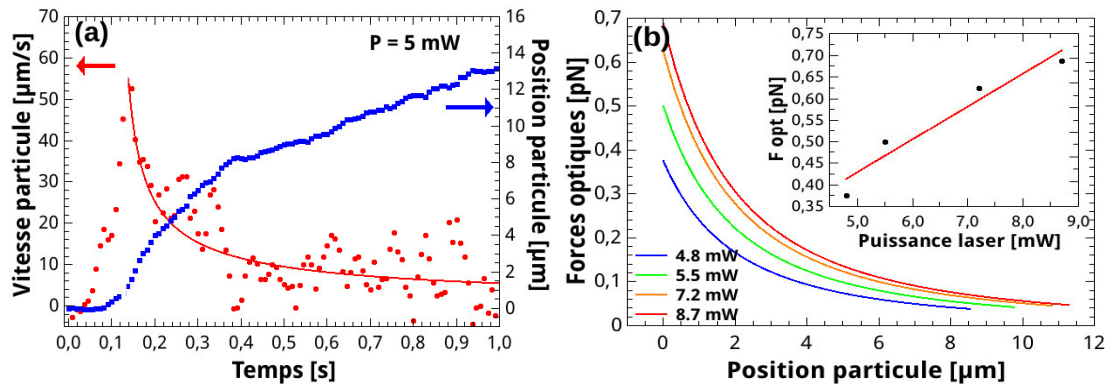 (a)
P = 5 mW
Vitesse particule [µm/s]
70
60
50
40
30
20
10
0
16
14
12
10
8
6
4
2
0
Position particule [µm]
0,0 0,1 0,2 0,3 0,4 0,5 0,6 0,7 0,8 0,9 1,0
Temps [s]
(b)
Forces optiques [pN]
0,7
0,6
0,5
0,4
0,3
0,2
0,1
0
4.8 mW
5.5 mW
7.2 mW
8.7 mW
0 2 4 6 8 10 12
Position particule [µm]
F opt [pN]
0,75
0,70
0,65
0,60
0,55
0,50
0,45
0,40
0,35
5,0 6,0 7,0 8,0 9,0
Puissance laser [mW]